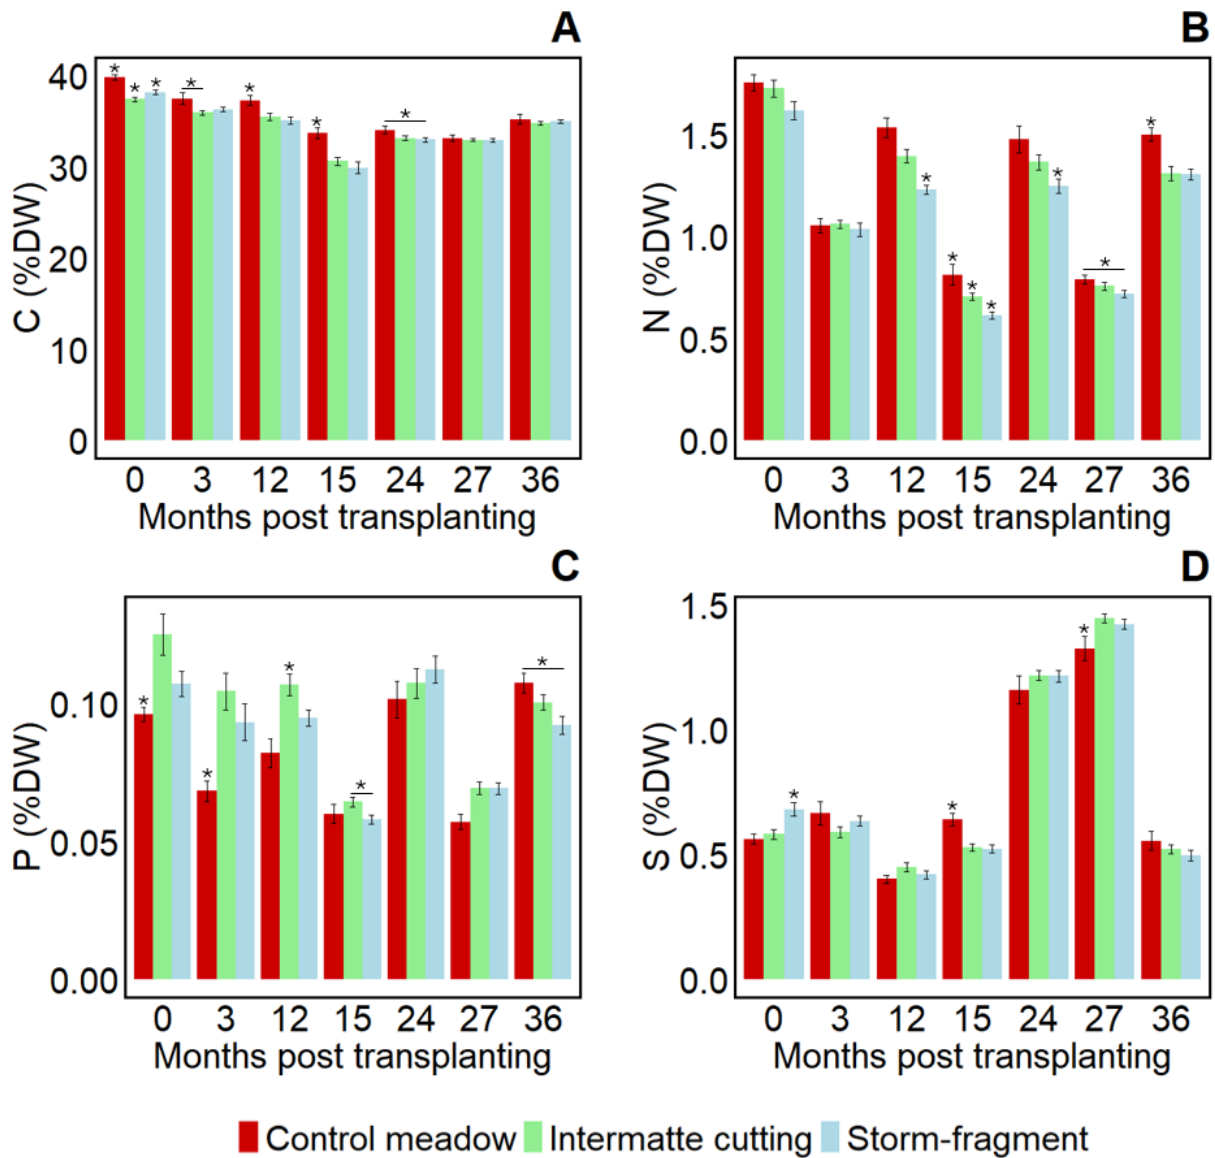 A
C (%DW)
40
30
20
10
0
* * * * * * *
0 3 12 15 24 27 36
Months post transplanting
B
N (%DW)
1.5
1.0
0.5
0.0
* * * * * * *
0 3 12 15 24 27 36
Months post transplanting
C
P (%DW)
0.10
0.05
0.00
* * * * *
0 3 12 15 24 27 36
Months post transplanting
D
S (%DW)
1.5
1.0
0.5
0.0
* * *
0 3 12 15 24 27 36
Months post transplanting
Control meadow Intermatte cutting Storm-fragment